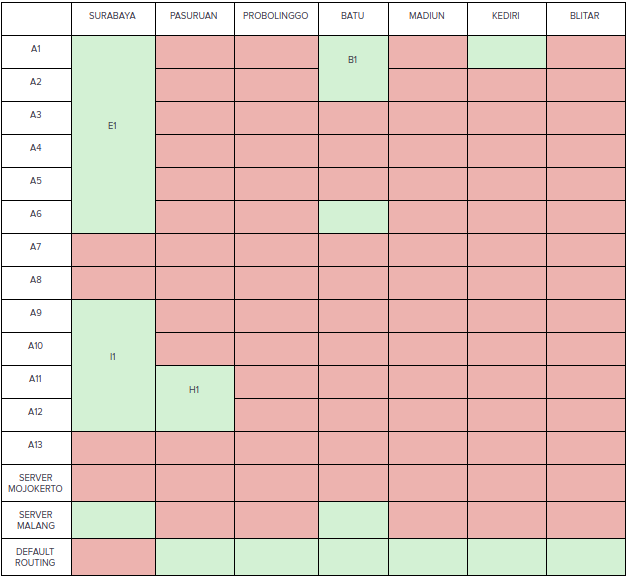 SURABAYA PASURUAN PROBOLINGGO BATU MADIUN KEDIRI BLITAR
A1
B1
A2
A3
E1
A4
A5
A6
A7
A8
A9
A10
I1
A11
H1
A12
A13
SERVER
MOJOKERTO
SERVER
MALANG
DEFAULT
ROUTING